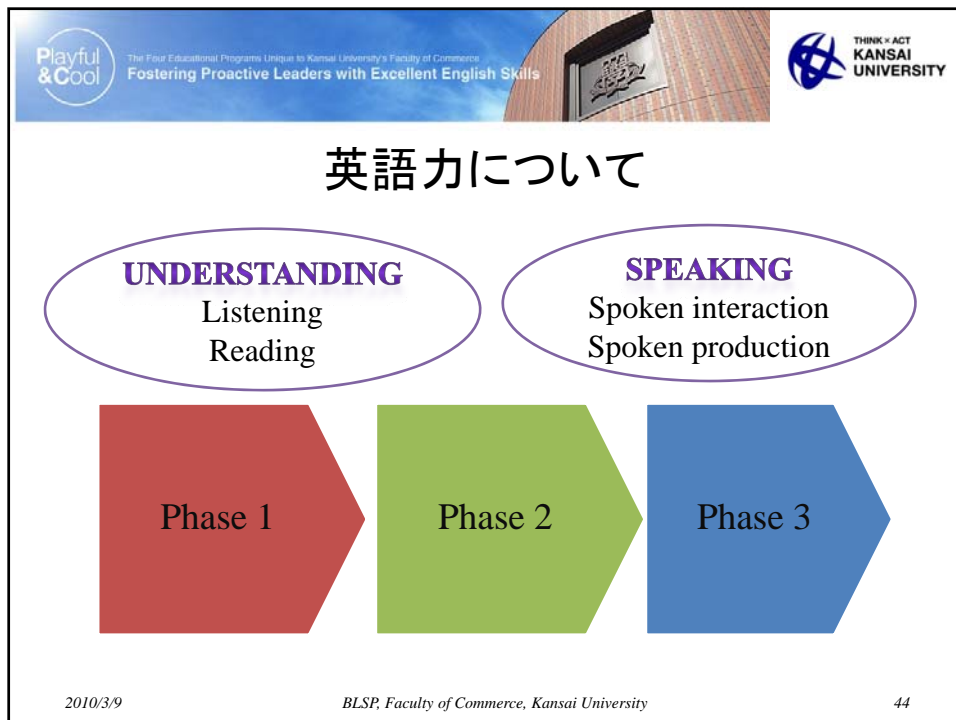 Playful
&Cool
The Four Educational Programs Unique to Kansai University's Faculty of Commerce
Fostering Proactive Leaders with Excellent English Skills
THINK × ACT
KANSAI
UNIVERSITY
英語力について
UNDERSTANDING
Listening
Reading
SPEAKING
Spoken interaction
Spoken production
Phase 1
Phase 2
Phase 3
2010/3/9
BLSP, Faculty of Commerce, Kansai University
44